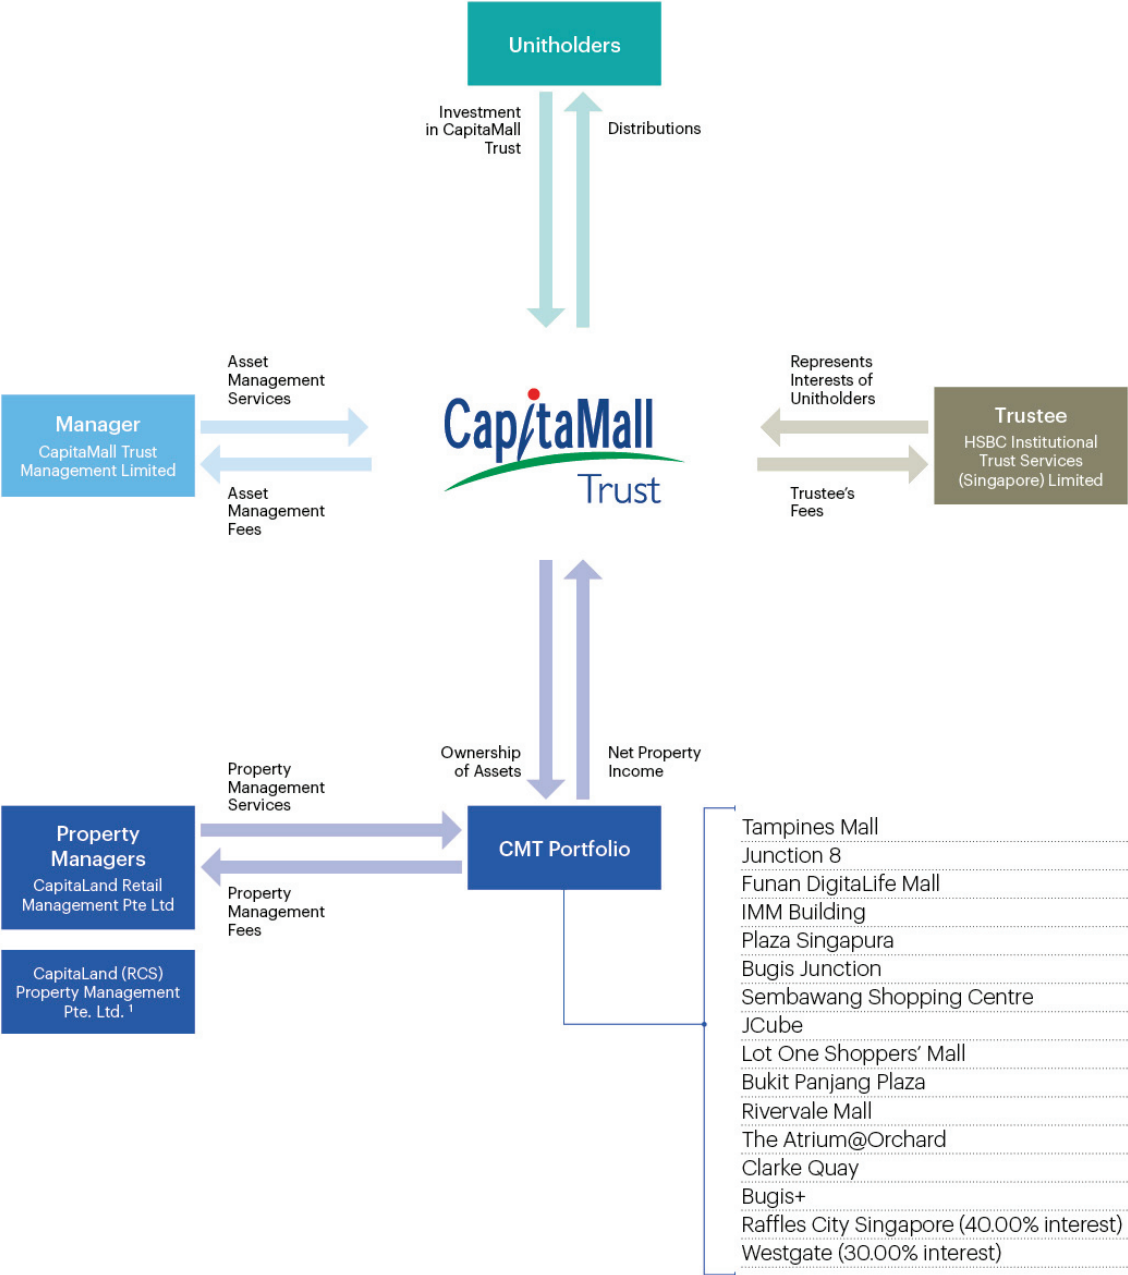 Unitholders
Investment
in CapitaMall
Trust
Distributions
Asset
Management
Services
Represents
Interests of
Unitholders
Manager
CapitaMall Trust
Management Limited
CapitaMall
Trust
Trustee
HSBC Institutional
Trust Services
(Singapore) Limited
Asset
Management
Fees
Trustee's
Fees
Ownership
of Assets
Net Property
Income
Property
Management
Services
Property
Managers
CapitaLand Retail
Management Pte Ltd
CMT Portfolio
Property
Management
Fees
CapitaLand (RCS)
Property Management
Pte. Ltd. 1
Tampines Mall
Junction 8
Funan DigitaLife Mall
IMM Building
Plaza Singapura
Bugis Junction
Sembawang Shopping Centre
JCube
Lot One Shoppers' Mall
Bukit Panjang Plaza
Rivervale Mall
The Atrium@Orchard
Clarke Quay
Bugis+
Raffles City Singapore (40.00% interest)
Westgate (30.00% interest)